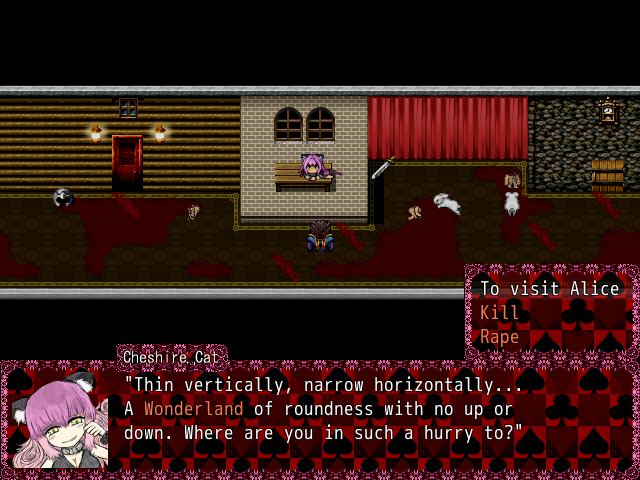 To visit Alice
Kill
Rape
Cheshire Cat
"Thin vertically, narrow horizontally...
A Wonderland of roundness with no up or
down. Where are you in such a hurry to?"